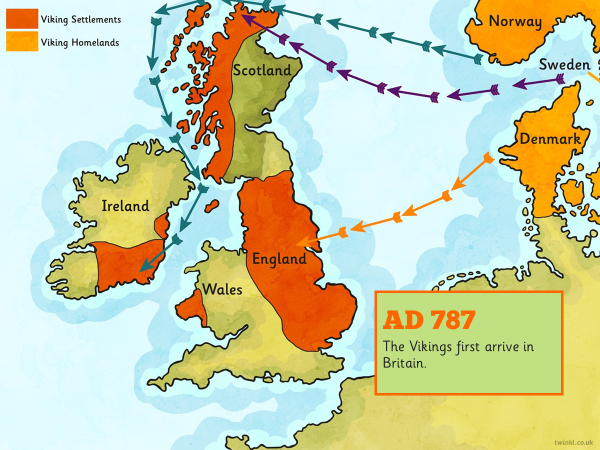 Viking Settlements
Viking Homelands
Norway
Scotland
Sweden
Denmark
Ireland
England
Wales
AD 787
The Vikings first arrive in
Britain.
twinkl.co.uk